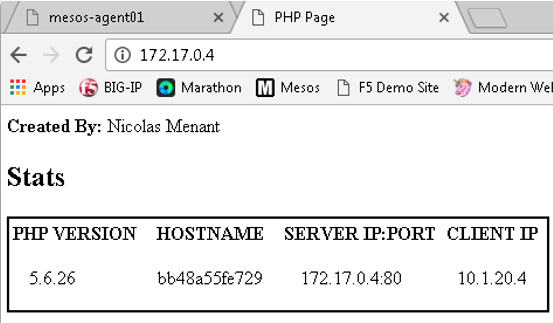 mesos-agent01 PHP Page
172.17.0.4
Apps BIG-IP Marathon M Mesos F5 Demo Site Modern Wel
Created By: Nicolas Menant
Stats
PHP VERSION HOSTNAME SERVER IP:PORT CLIENT IP
5.6.26 bb48a55fe729 172.17.0.4:80 10.1.20.4